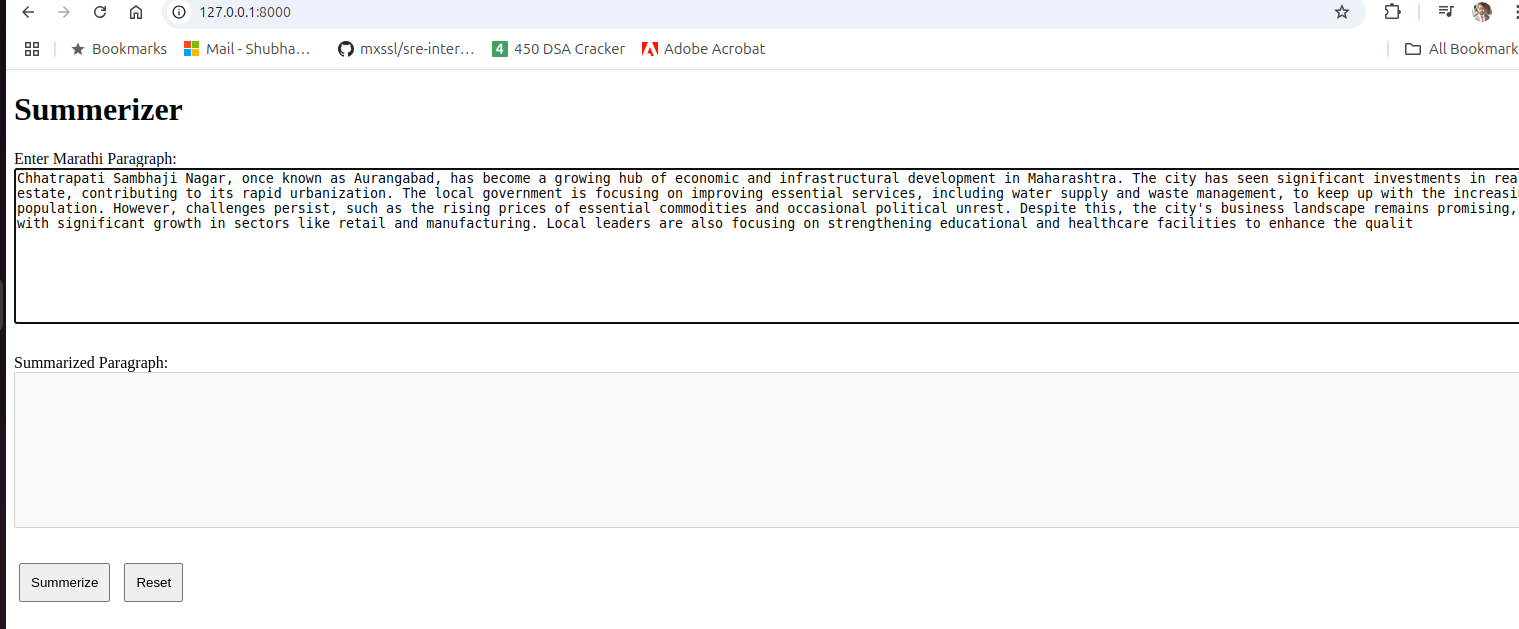 127.0.0.1:8000
Bookmarks Mail - Shubha... mxssl/sre-inter... 4 450 DSA Cracker Adobe Acrobat All Bookmark
Summerizer
Enter Marathi Paragraph:
Chhatrapati Sambhaji Nagar, once known as Aurangabad, has become a growing hub of economic and infrastructural development in Maharashtra. The city has seen significant investments in rea
estate, contributing to its rapid urbanization. The local government is focusing on improving essential services, including water supply and waste management, to keep up with the increasin
population. However, challenges persist, such as the rising prices of essential commodities and occasional political unrest. Despite this, the city's business landscape remains promising,
with significant growth in sectors like retail and manufacturing. Local leaders are also focusing on strengthening educational and healthcare facilities to enhance the qualit
Summarized Paragraph:
Summerize Reset